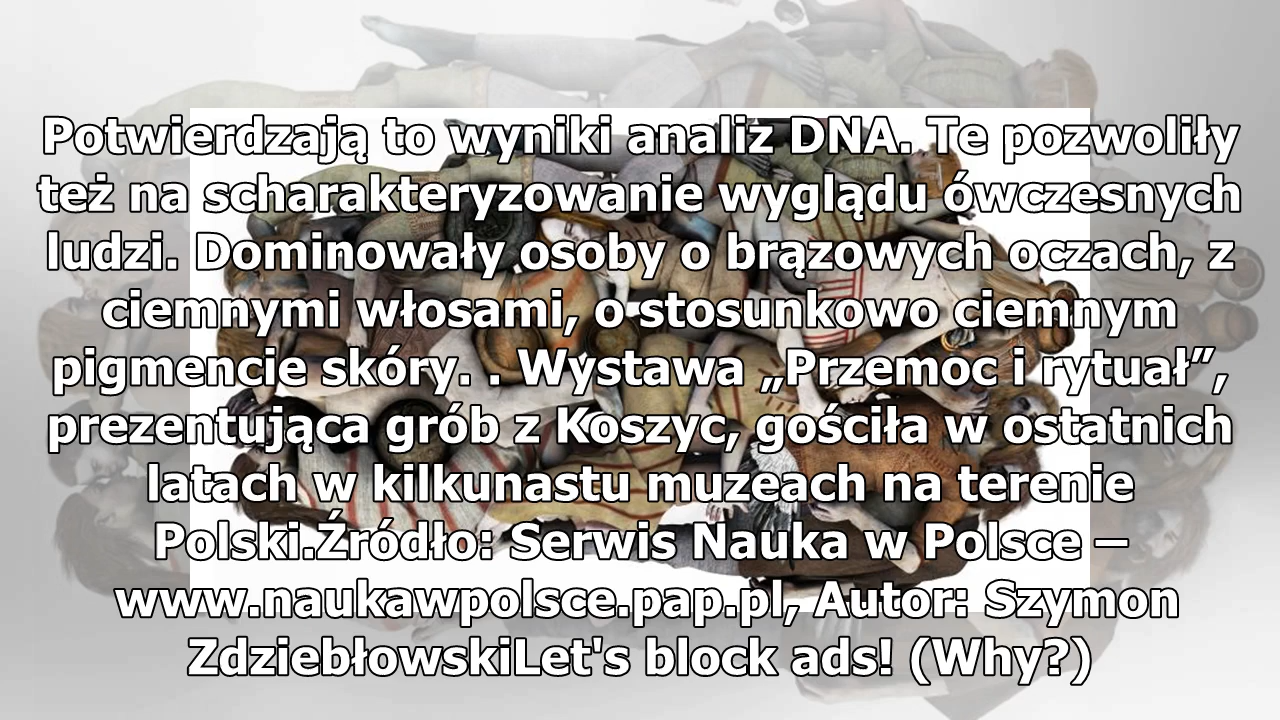 Potwierdzają to wyniki analiz DNA. Te pozwoliły
też na scharakteryzowanie wyglądu ówczesnych
ludzi. Dominowały osoby o brązowych oczach, z
ciemnymi włosami, o stosunkowo ciemnym
pigmencie skóry. . Wystawa „Przemoc i rytuał”,
prezentująca grób z Koszyc, gościła w ostatnich
latach w kilkunastu muzeach na terenie
Polski.Źródło: Serwis Nauka w Polsce –
www.naukawpolsce.pap.pl, Autor: Szymon
ZdziebłowskiLet's block ads! (Why?)